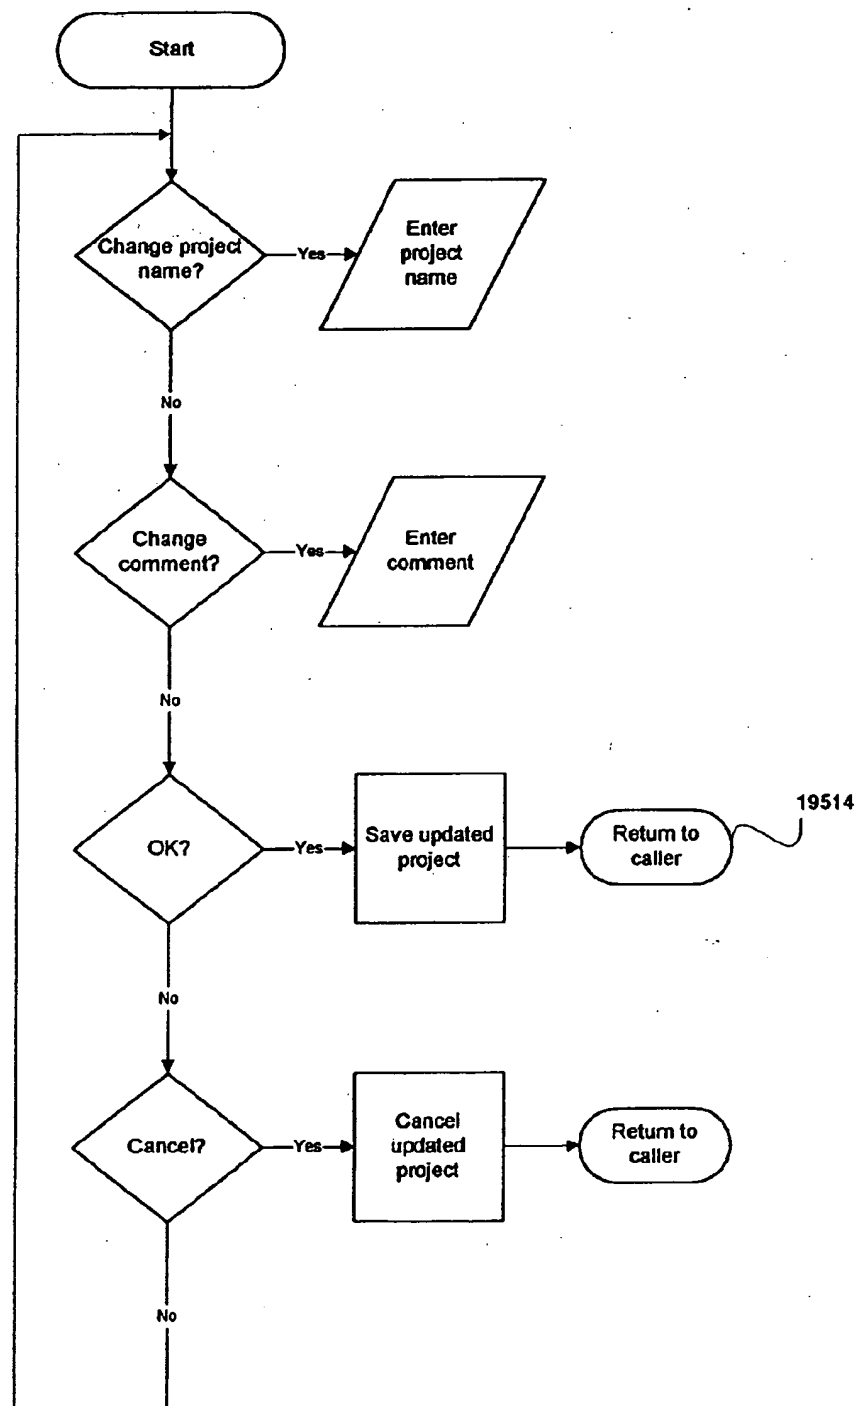 Start
Change project
name?
Yes
Enter
project
name
No
Change
comment?
Yes
Enter
comment
No
OK?
Yes
Save updated
project
Return to
caller
19514
No
Cancel?
Yes
Cancel
updated
project
Return to
caller
No